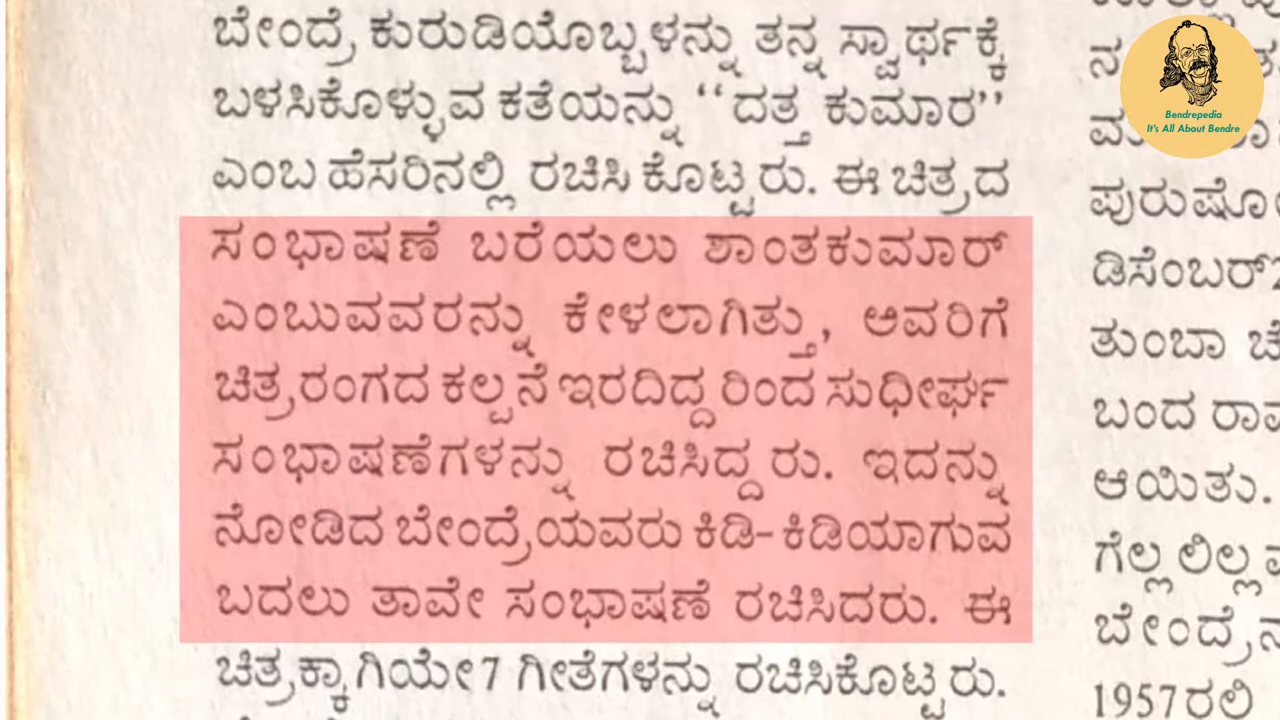 ಬೇಂದ್ರೆ ಕುರುಡಿಯೊಬ್ಬಳನ್ನು ತನ್ನ ಸ್ವಾರ್ಥಕ್ಕೆ
ಬಳಸಿಕೊಳ್ಳುವ ಕತೆಯನ್ನು ‘‘ದತ್ತ ಕುಮಾರ’’
ಎಂಬ ಹೆಸರಿನಲ್ಲಿ ರಚಿಸಿ ಕೊಟ್ಟರು. ಈ ಚಿತ್ರದ
ಸಂಭಾಷಣೆ ಬರೆಯಲು ಶಾಂತಕುಮಾರ್
ಎಂಬುವವರನ್ನು ಕೇಳಲಾಗಿತ್ತು, ಅವರಿಗೆ
ಚಿತ್ರರಂಗದ ಕಲ್ಪನೆ ಇರದಿದ್ದರಿಂದ ಸುಧೀರ್ಘ
ಸಂಭಾಷಣೆಗಳನ್ನು ರಚಿಸಿದ್ದರು. ಇದನ್ನು
ನೋಡಿದ ಬೇಂದ್ರೆಯವರು ಕಿಡಿ-ಕಿಡಿಯಾಗುವ
ಬದಲು ತಾವೇ ಸಂಭಾಷಣೆ ರಚಿಸಿದರು. ಈ
ಚಿತ್ರಕ್ಕಾಗಿಯೇ 7 ಗೀತೆಗಳನ್ನು ರಚಿಸಿಕೊಟ್ಟರು.
ಡಿಸೆಂಬರ್
ತುಂಬಾ
ಬಂದ
ಆಯಿತು.
ಗೆಲ್ಲಲಿಲ್ಲ
1957ರಲಿ
Bendrepedia
It's All About Bendre